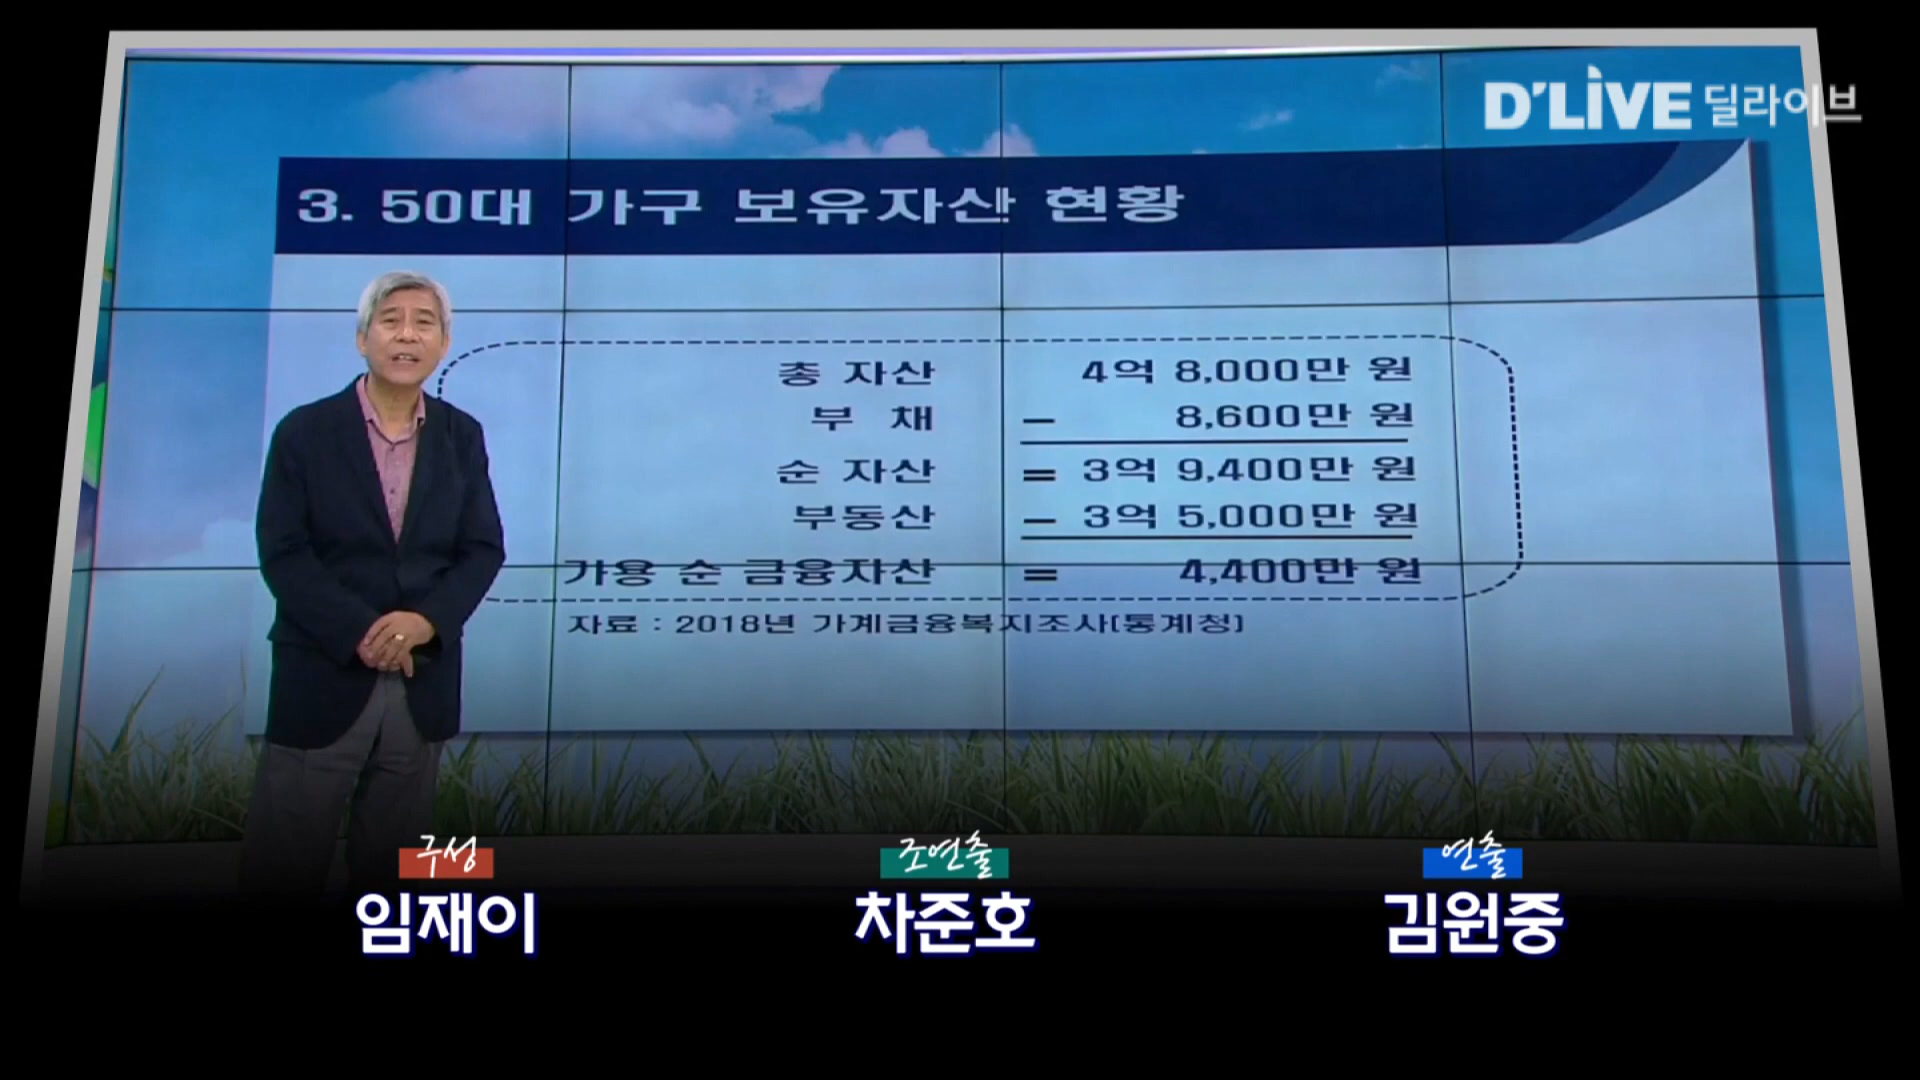 D'LIVE 딜라이브
3. 50대 가구 보유자산 현황
총 자산 4억 8,000만 원
부 채 - 8,600만 원
순 자산 = 3억 9,400만 원
부동산 - 3억 5,000만 원
가용 순 금융자산 = 4,400만 원
자료 : 2018년 가계금융복지조사(통계청)
구성 조연출 연출
임재이 차준호 김원중